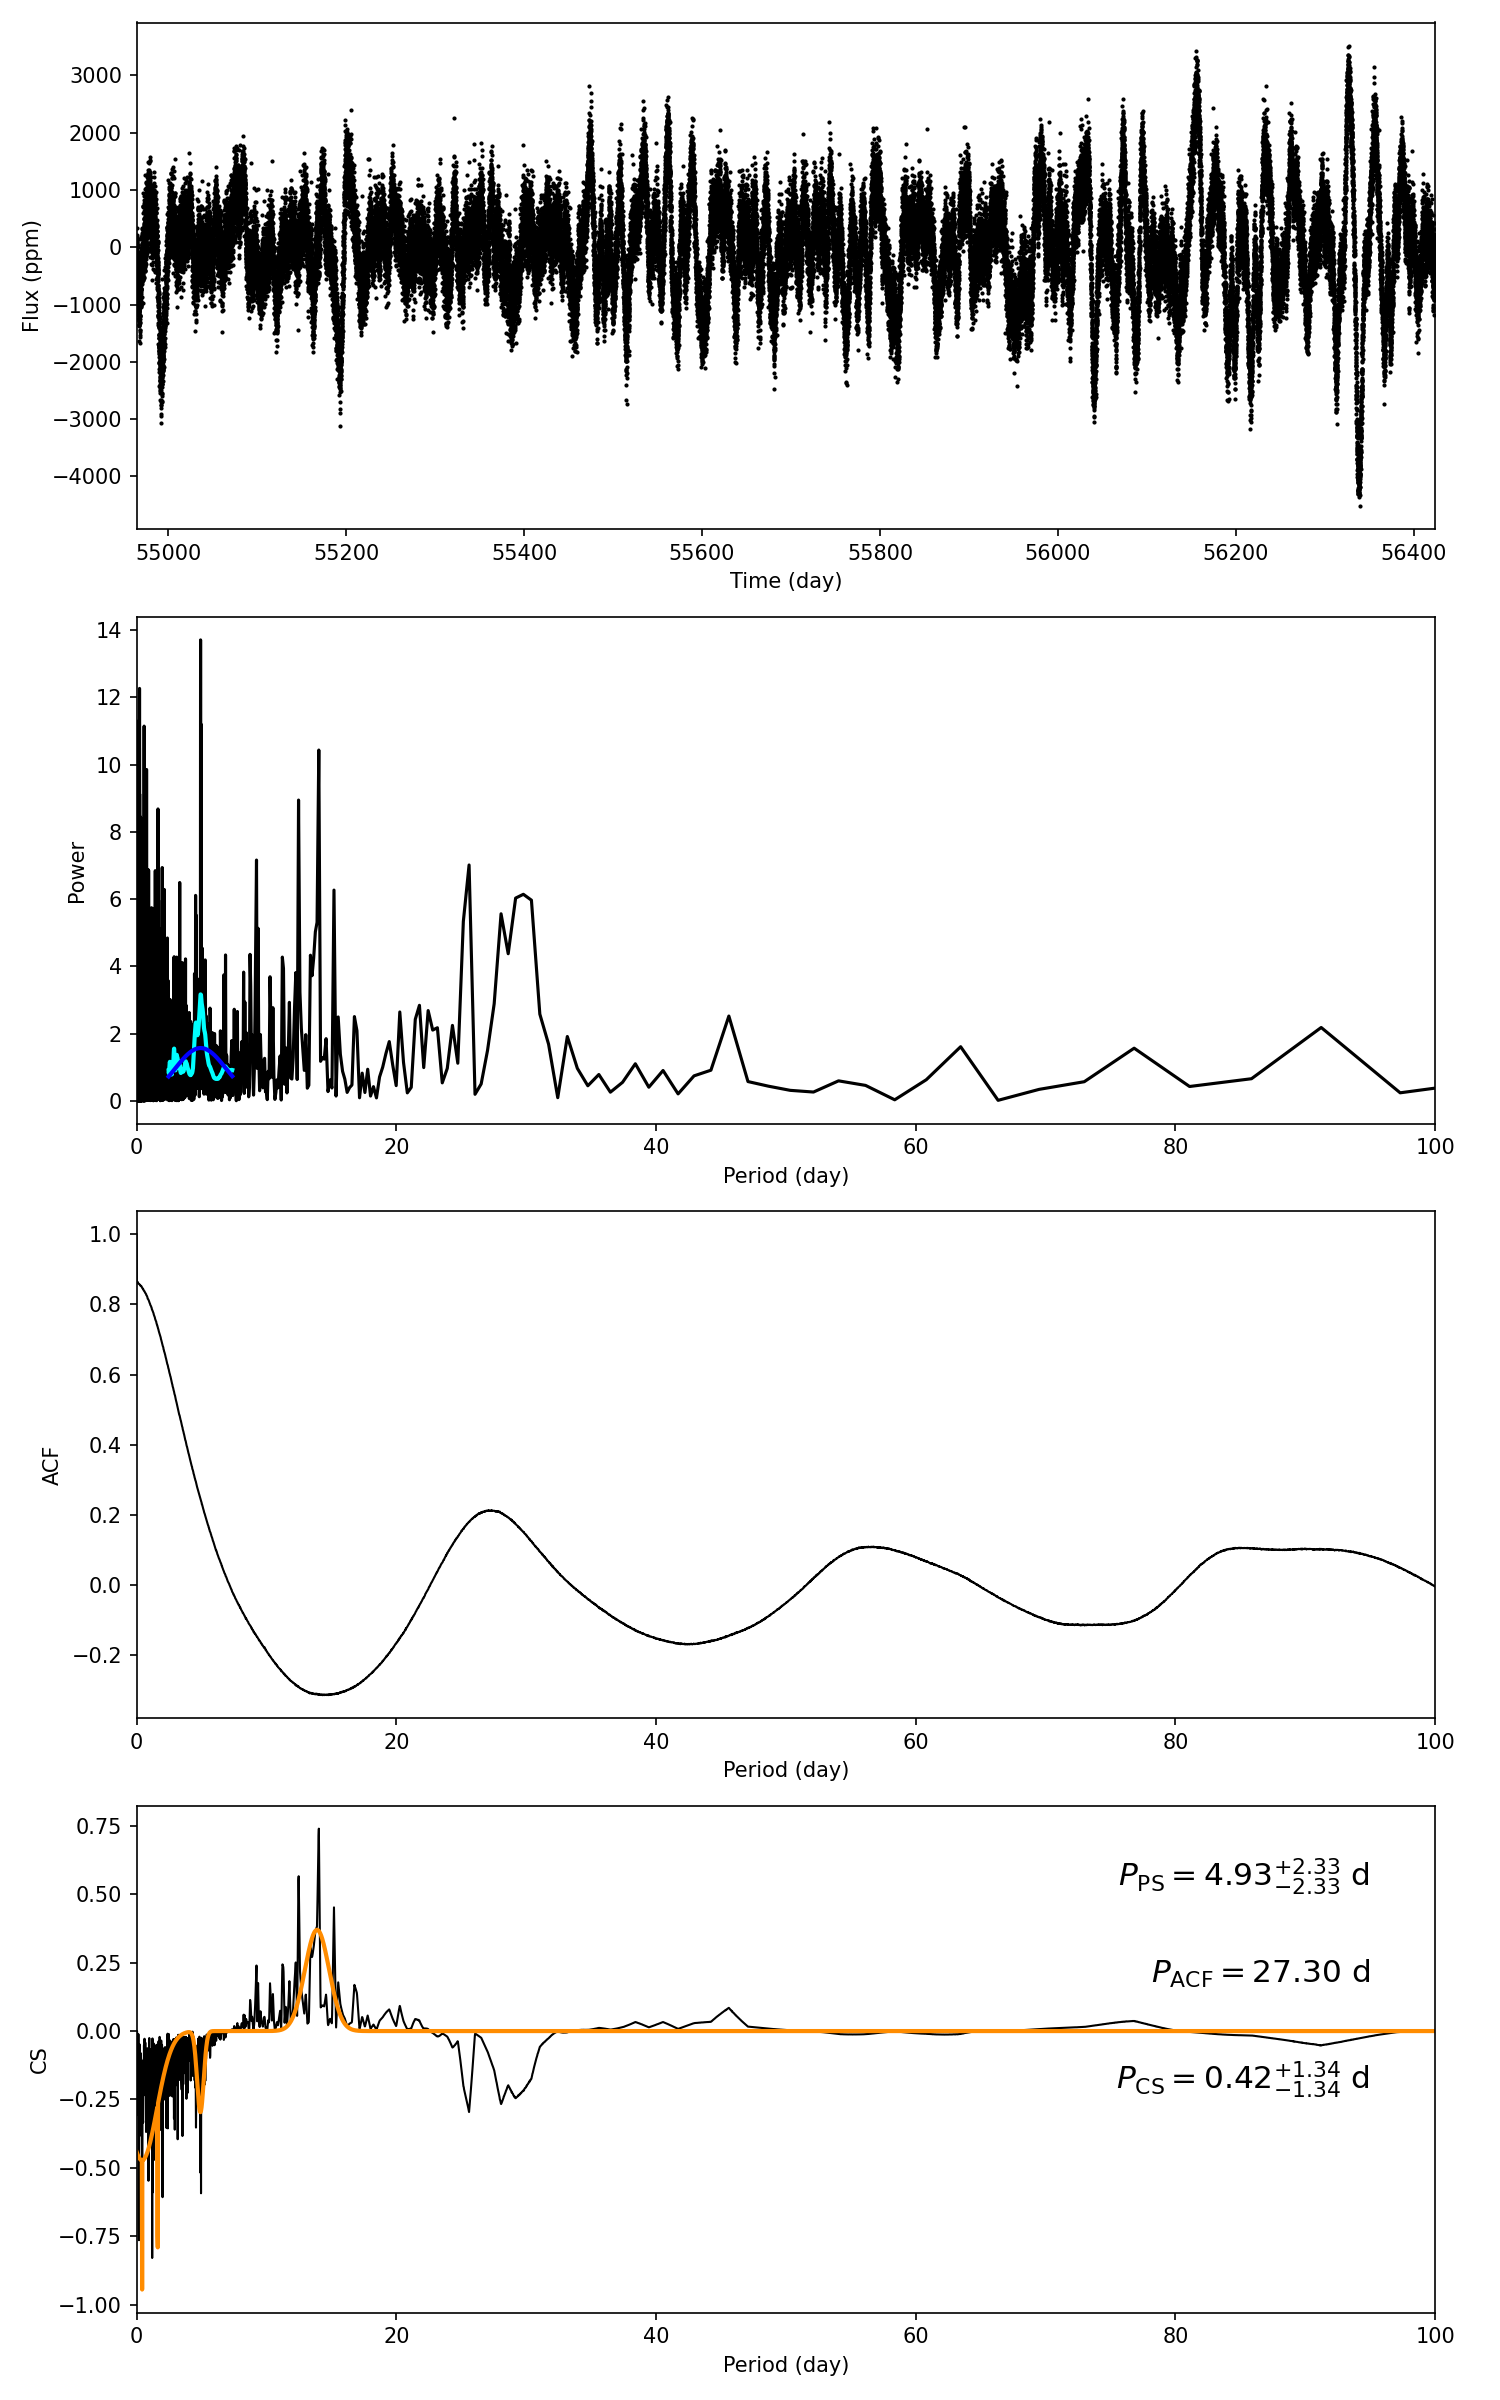 3000
2000
1000
0
−1000
−2000
−3000
−4000
Flux (ppm)
55000 55200 55400 55600 55800 56000 56200 56400
Time (day)
14
12
10
8
6
4
2
0
Power
0 20 40 60 80 100
Period (day)
1.0
0.8
0.6
0.4
0.2
0.0
−0.2
ACF
0 20 40 60 80 100
Period (day)
0.75
0.50
0.25
0.00
−0.25
−0.50
−0.75
−1.00
CS
P_PS = 4.93^{+2.33}_{−2.33} d
P_ACF = 27.30 d
P_CS = 0.42^{+1.34}_{−1.34} d
0 20 40 60 80 100
Period (day)